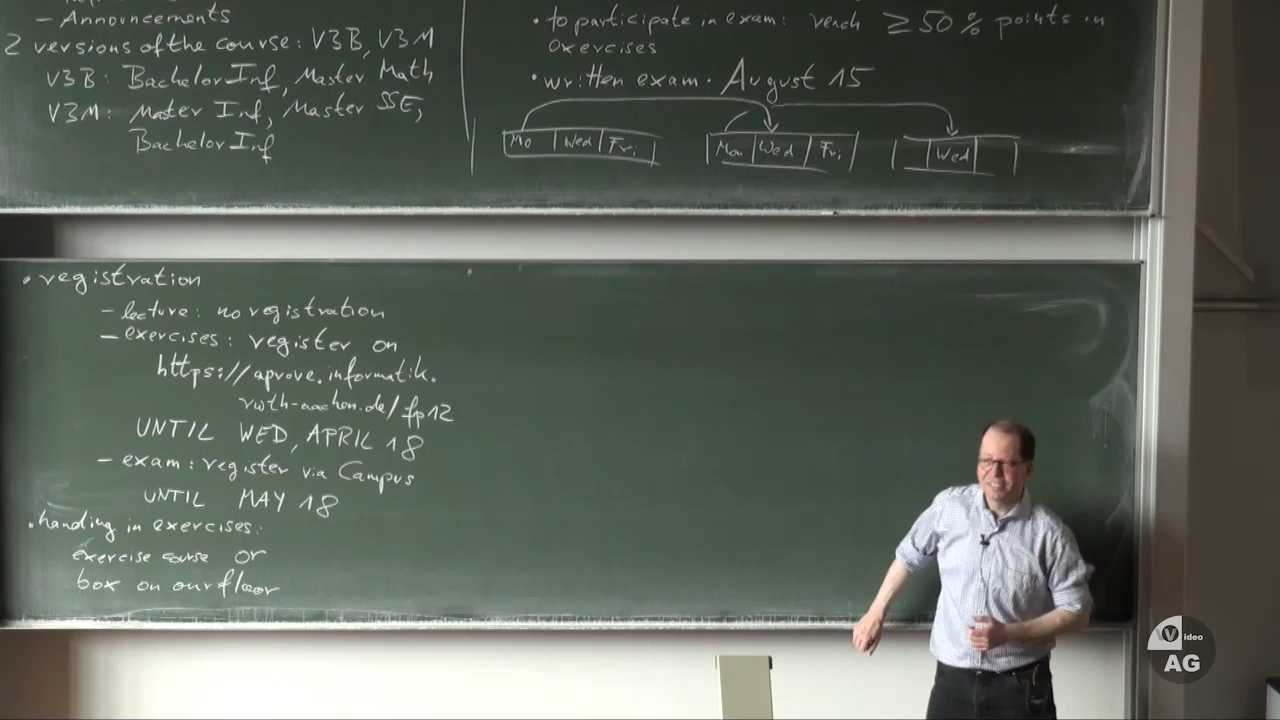 - Announcements
2 versions of the course: V3B, V3M
V3B: Bachelor Inf, Master Math
V3M: Mater Inf, Master SSE,
Bachelor Inf
• to participate in exam: reach ≥50% points in
exercises
• written exam: August 15
Mo Wed Fri
Mon Wed Fri
Wed
• registration
- lecture: no registration
- exercises: register on
https://aprove.informatik.
rwth-aachen.de/fp12
UNTIL WED, APRIL 18
- exam: register via Campus
UNTIL MAY 18
• handing in exercises:
exercise course or
box on our floor
Video
AG